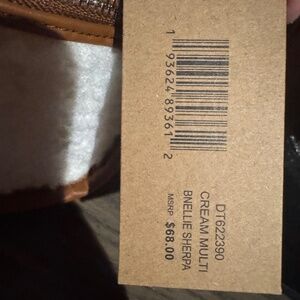 1 93624 89361 2
DT622390
CREAM MULTI
BNELLIE SHERPA
MSRP $68.00